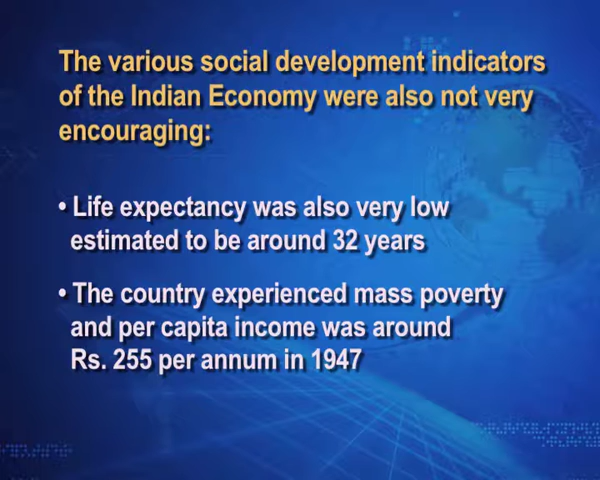 The various social development indicators
of the Indian Economy were also not very
encouraging:
• Life expectancy was also very low
estimated to be around 32 years
• The country experienced mass poverty
and per capita income was around
Rs. 255 per annum in 1947